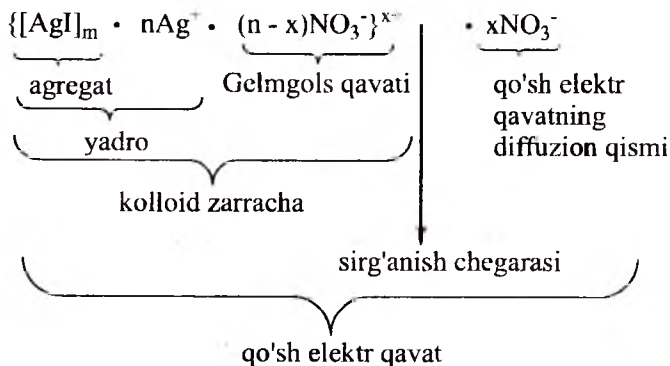 {[AgI]ₘ · nAg⁺ · (n - x)NO₃⁻}ˣ⁺ · xNO₃⁻
agregat Gelmgols qavati qo'sh elektr
qavatning
diffuzion qismi
yadro
kolloid zarracha
sirg'anish chegarasi
qo'sh elektr qavat